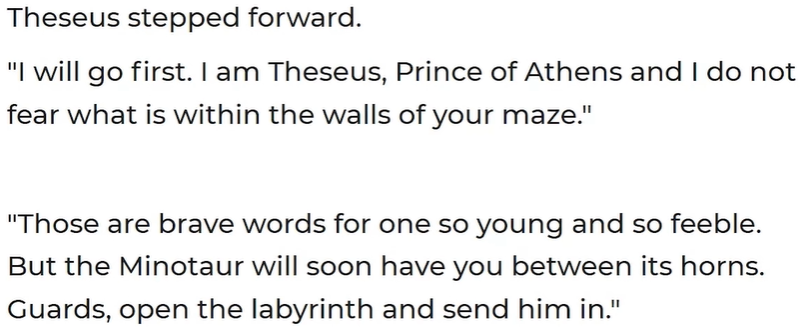 Theseus stepped forward.
"I will go first. I am Theseus, Prince of Athens and I do not
fear what is within the walls of your maze."
"Those are brave words for one so young and so feeble.
But the Minotaur will soon have you between its horns.
Guards, open the labyrinth and send him in."